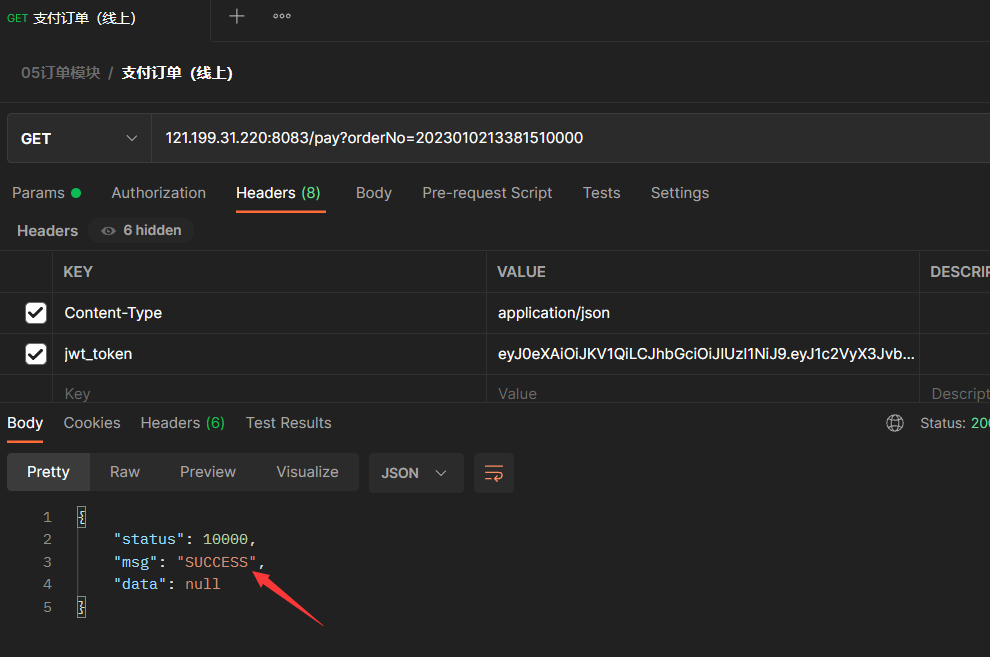 GET 支付订单（线上）
05订单模块 / 支付订单（线上）
GET 121.199.31.220:8083/pay?orderNo=2023010213381510000
Params Authorization Headers (8) Body Pre-request Script Tests Settings
Headers 6 hidden
KEY VALUE DESCRIP
Content-Type application/json
jwt_token eyJ0eXAiOiJKV1QiLCJhbGciOiJIUzI1NiJ9.eyJ1c2VyX3Jvb...
Key Value Descript
Body Cookies Headers (6) Test Results Status: 200
Pretty Raw Preview Visualize JSON
1 {
2 "status": 10000,
3 "msg": "SUCCESS",
4 "data": null
5 }